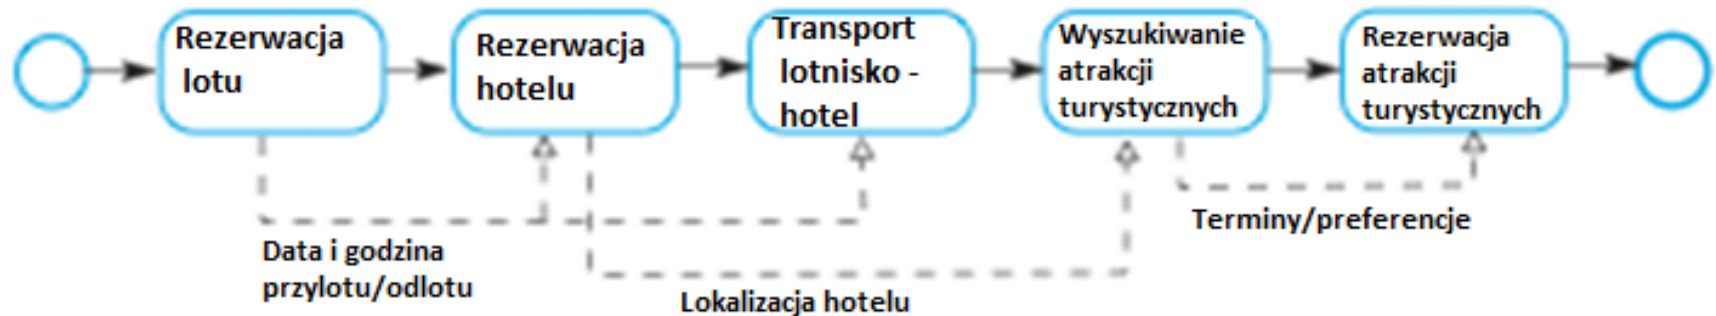 Rezerwacja
lotu
Rezerwacja
hotelu
Transport
lotnisko -
hotel
Wyszukiwanie
atrakcji
turystycznych
Rezerwacja
atrakcji
turystycznych
Data i godzina
przylotu/odlotu
Lokalizacja hotelu
Terminy/preferencje